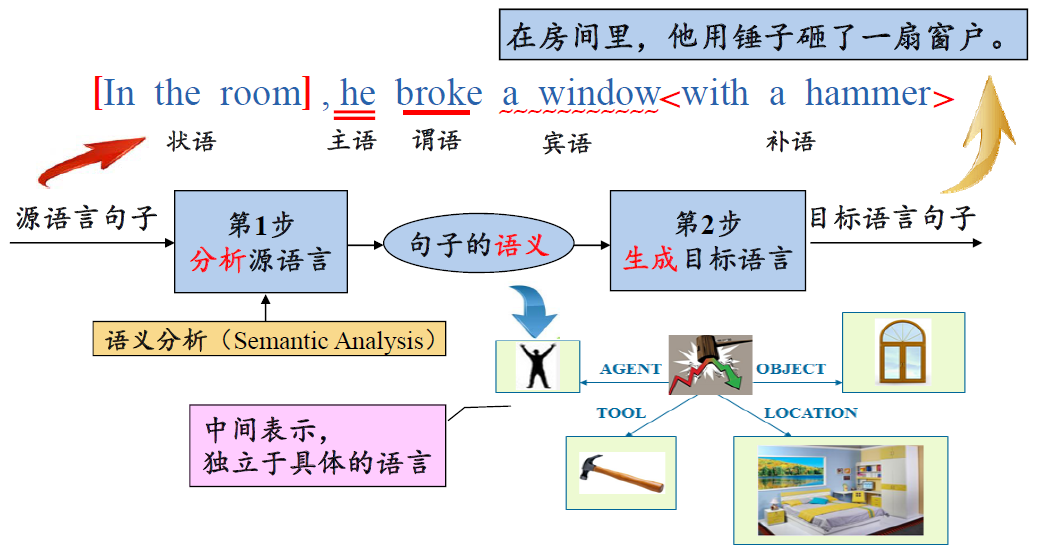 在房间里，他用锤子砸了一扇窗户。
[In the room] , he broke a window<with a hammer>
状语 主语 谓语 宾语 补语
源语言句子
第1步
分析源语言
句子的语义
第2步
生成目标语言
目标语言句子
语义分析（Semantic Analysis）
AGENT
OBJECT
TOOL
LOCATION
中间表示，
独立于具体的语言